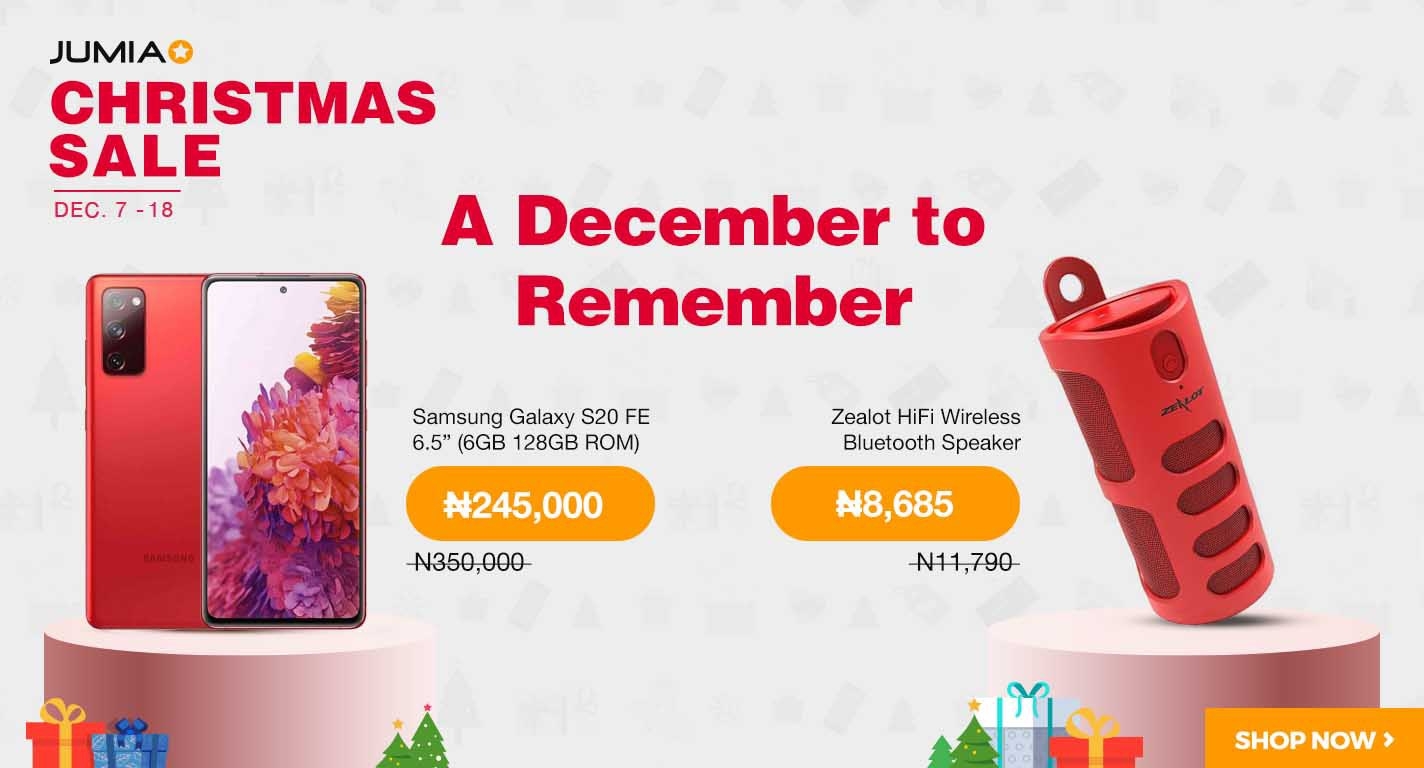 JUMIA
CHRISTMAS
SALE
DEC. 7 - 18
A December to
Remember
SAMSUNG
Samsung Galaxy S20 FE
6.5” (6GB 128GB ROM)
₦245,000
N350,000
Zealot HiFi Wireless
Bluetooth Speaker
₦8,685
N11,790
ZEALOT
SHOP NOW ›